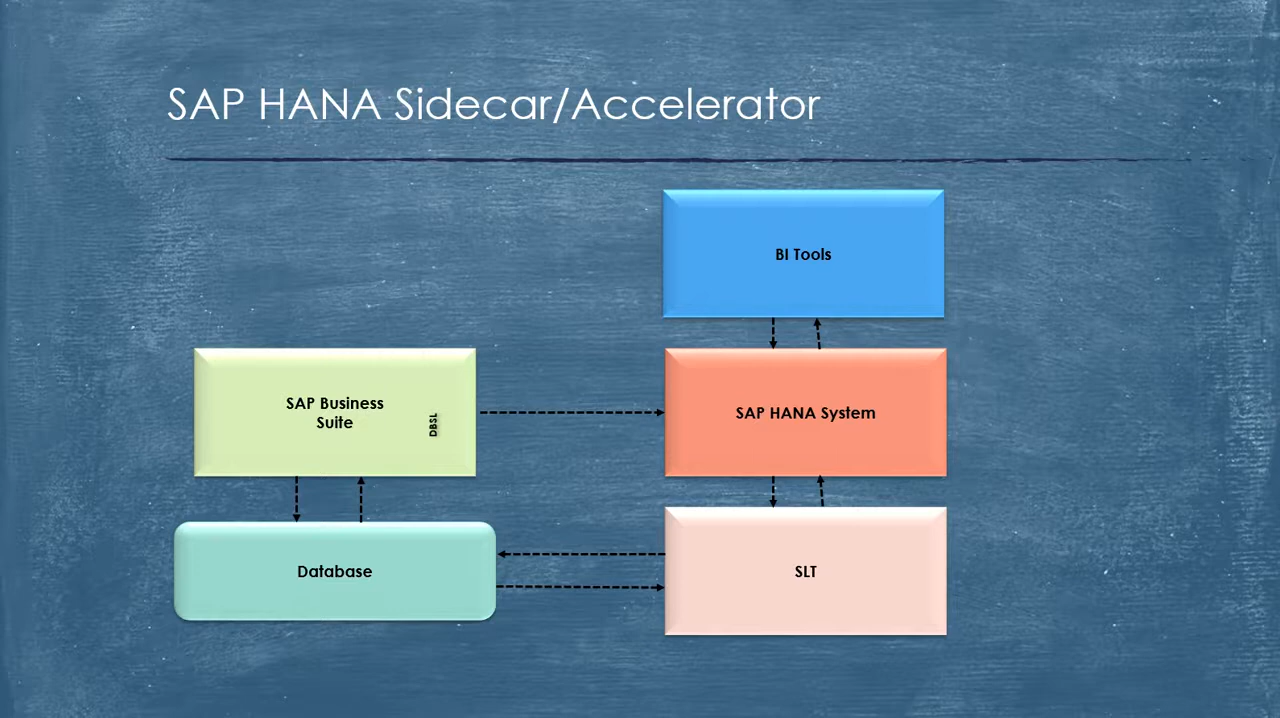 SAP HANA Sidecar/Accelerator
BI Tools
SAP Business
Suite
DBSL
SAP HANA System
Database
SLT